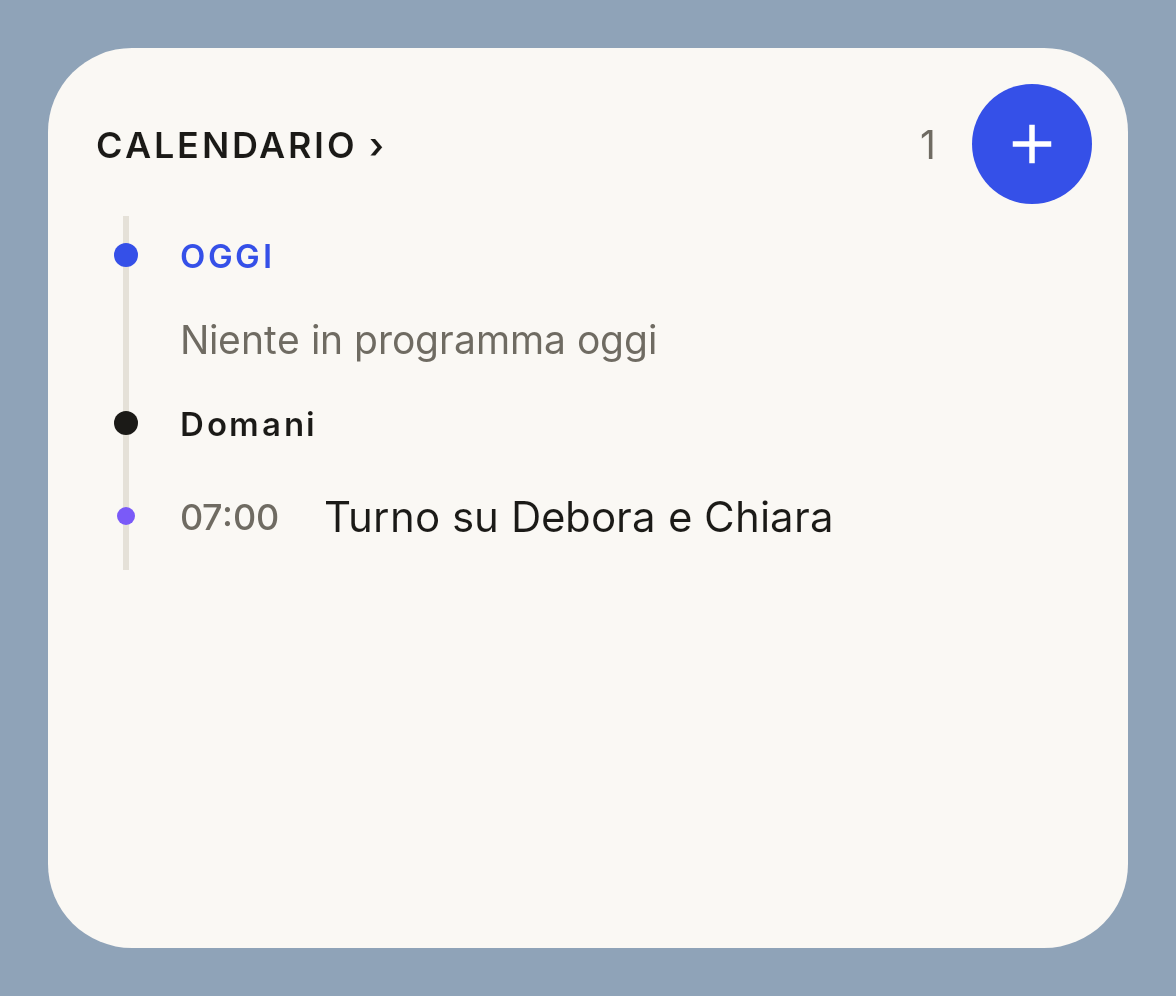 CALENDARIO ›
1
+
OGGI
Niente in programma oggi
Domani
07:00 Turno su Debora e Chiara